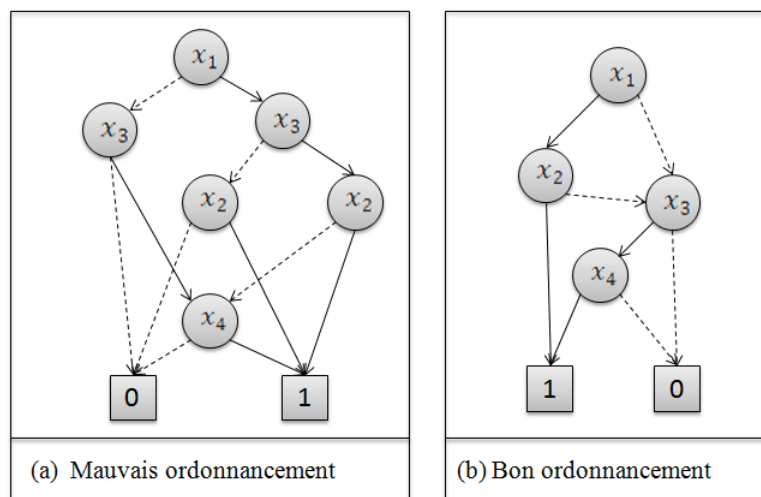 x₁
x₃
x₃
x₂
x₂
x₄
0
1
(a) Mauvais ordonnancement
x₁
x₂
x₃
x₄
1
0
(b) Bon ordonnancement